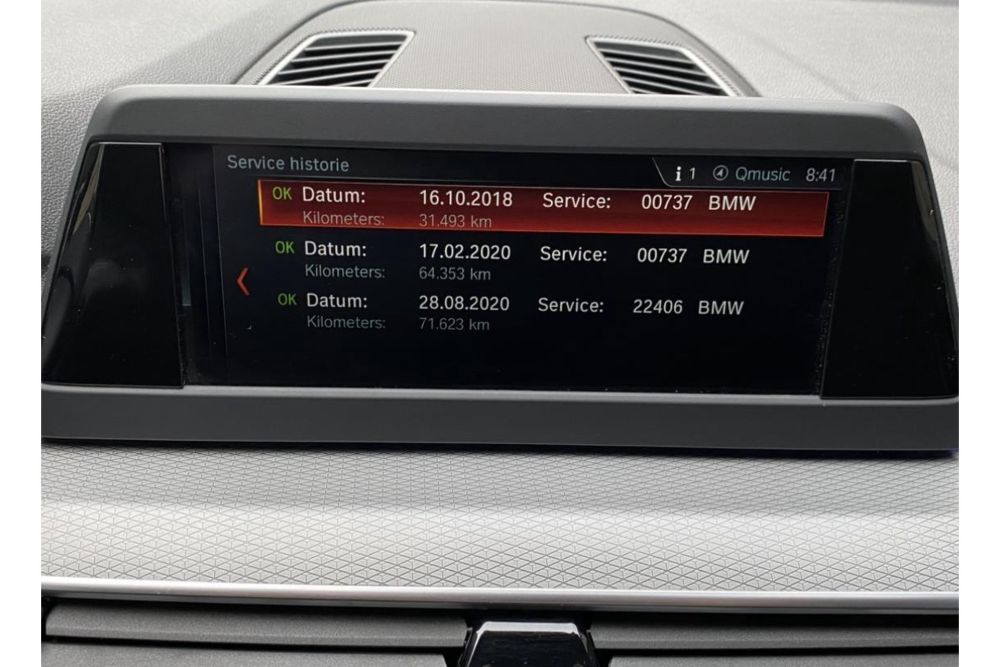 Service historie
i 1 Qmusic 8:41
OK Datum: 16.10.2018 Service: 00737 BMW
Kilometers: 31.493 km
OK Datum: 17.02.2020 Service: 00737 BMW
Kilometers: 64.353 km
OK Datum: 28.08.2020 Service: 22406 BMW
Kilometers: 71.623 km